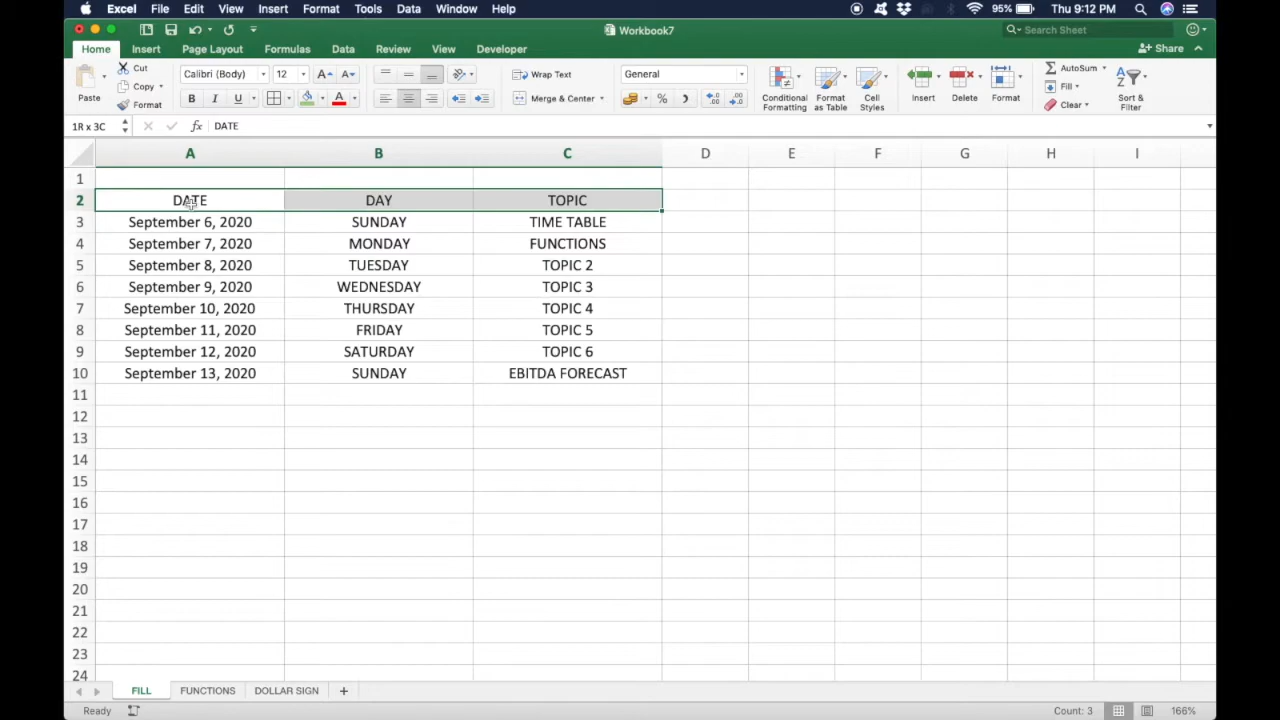 Excel File Edit View Insert Format Tools Data Window Help 95% Thu 9:12 PM
Workbook7 Search Sheet
Home Insert Page Layout Formulas Data Review View Developer Share
Paste Cut Copy Format
Calibri (Body) 12 A A
B I U A
Wrap Text
Merge & Center
General
%
Conditional Formatting
Format as Table
Cell Styles
Insert
Delete
Format
AutoSum
Fill
Clear
Sort & Filter
1R x 3C fx DATE
A B C D E F G H I
1
2 DATE DAY TOPIC
3 September 6, 2020 SUNDAY TIME TABLE
4 September 7, 2020 MONDAY FUNCTIONS
5 September 8, 2020 TUESDAY TOPIC 2
6 September 9, 2020 WEDNESDAY TOPIC 3
7 September 10, 2020 THURSDAY TOPIC 4
8 September 11, 2020 FRIDAY TOPIC 5
9 September 12, 2020 SATURDAY TOPIC 6
10 September 13, 2020 SUNDAY EBITDA FORECAST
11
12
13
14
15
16
17
18
19
20
21
22
23
24
FILL FUNCTIONS DOLLAR SIGN +
Ready Count: 3 166%